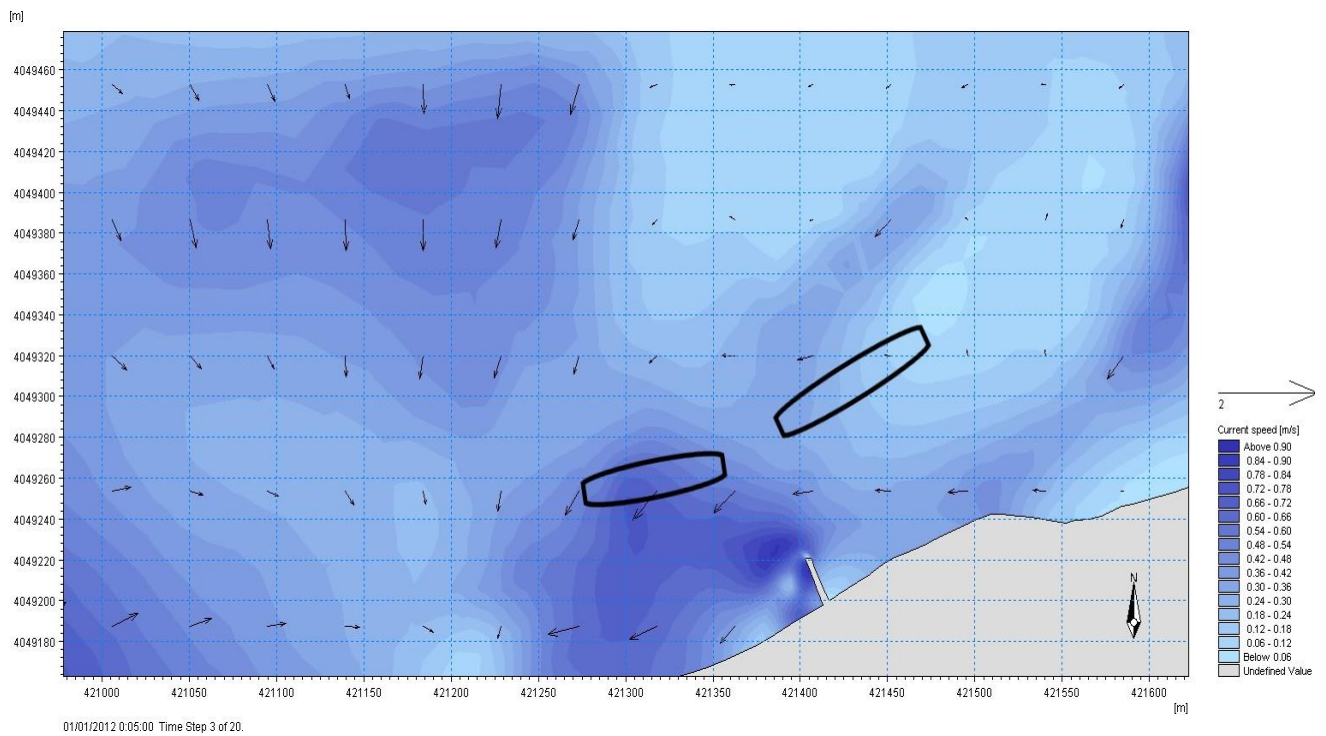 [m]
4049460
4049440
4049420
4049400
4049380
4049360
4049340
4049320
4049300
4049280
4049260
4049240
4049220
4049200
4049180
421000 421050 421100 421150 421200 421250 421300 421350 421400 421450 421500 421550 421600
[m]
N
2
Current speed [m/s]
Above 0.90
0.84 - 0.90
0.78 - 0.84
0.72 - 0.78
0.66 - 0.72
0.60 - 0.66
0.54 - 0.60
0.48 - 0.54
0.42 - 0.48
0.36 - 0.42
0.30 - 0.36
0.24 - 0.30
0.18 - 0.24
0.12 - 0.18
0.06 - 0.12
Below 0.06
Undefined Value
01/01/2012 0:05:00 Time Step 3 of 20.